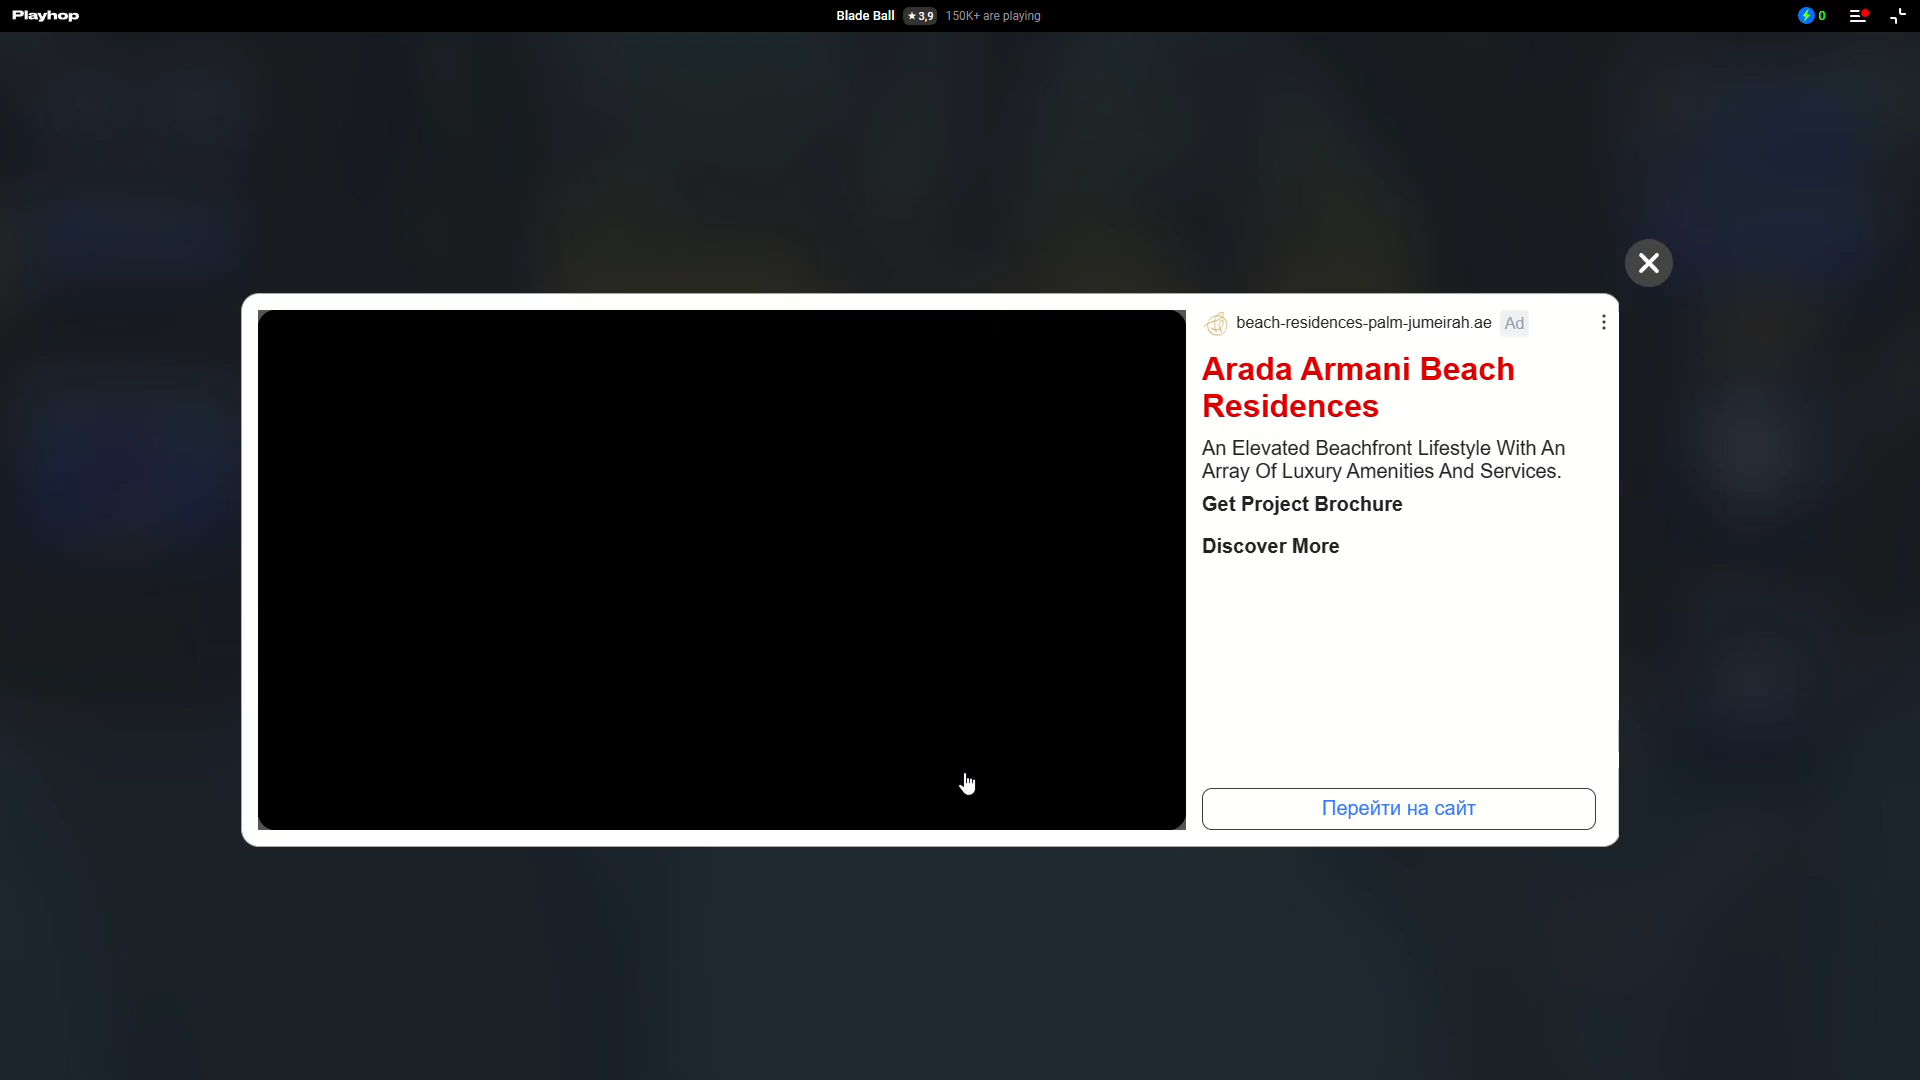 Playhop
Blade Ball ★ 3,9 150K+ are playing
0
beach-residences-palm-jumeirah.ae Ad
Arada Armani Beach
Residences
An Elevated Beachfront Lifestyle With An
Array Of Luxury Amenities And Services.
Get Project Brochure
Discover More
Перейти на сайт